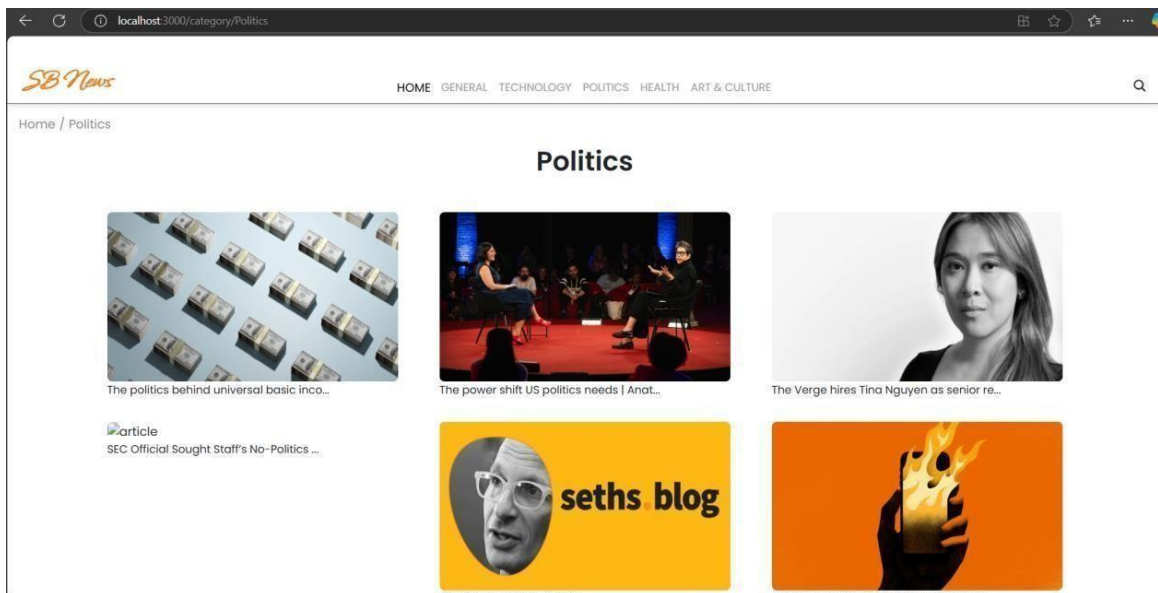 localhost:3000/category/Politics
SB News
HOME GENERAL TECHNOLOGY POLITICS HEALTH ART & CULTURE
Home / Politics
Politics
The politics behind universal basic inco...
The power shift US politics needs | Anat...
The Verge hires Tina Nguyen as senior re...
article
SEC Official Sought Staff's No-Politics ...
seths.blog